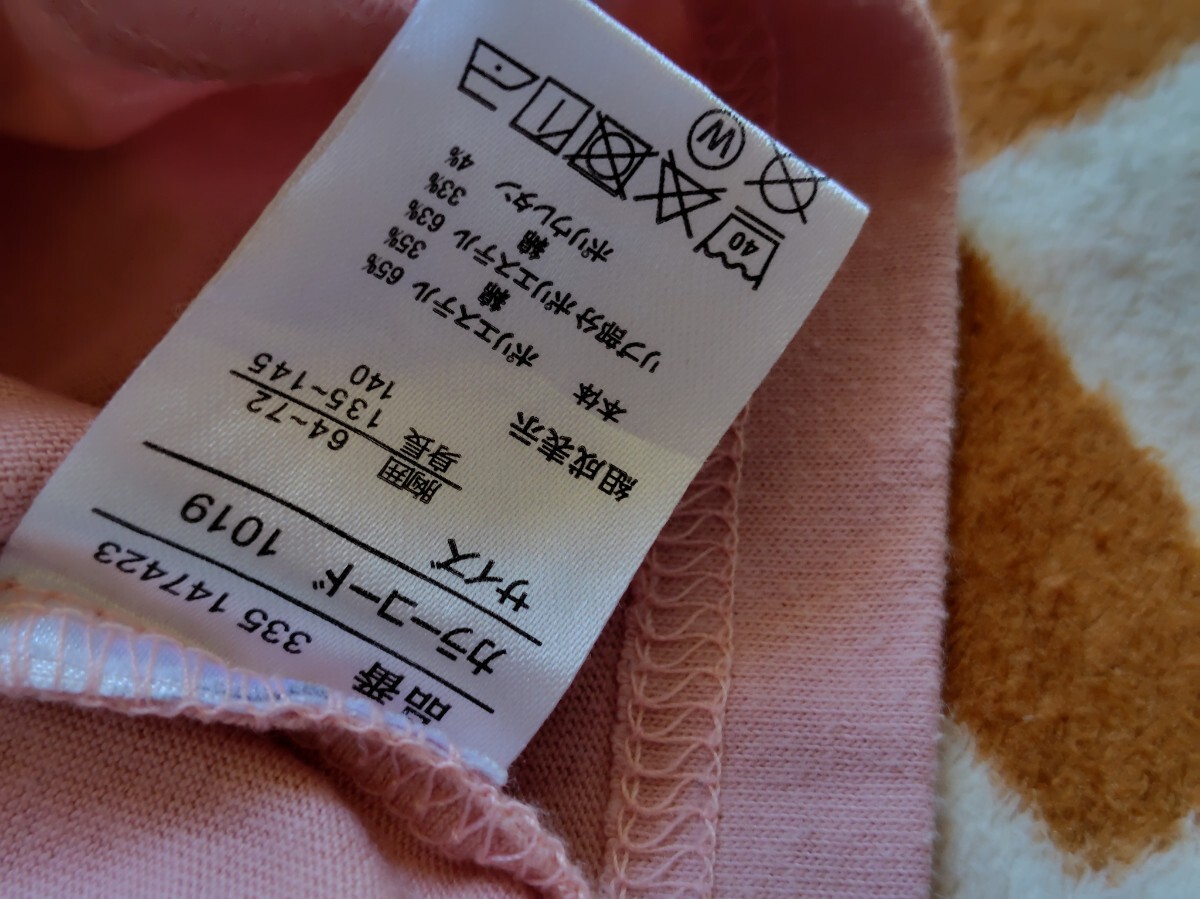 品番 335 147423
カラーコード 1019
サイズ
胸囲 64~72
身長 135~145
140
組成表示
本体 ポリエステル 65%
綿 35%
リブ部分 ポリエステル 63%
綿 33%
ポリウレタン 4%
40
W